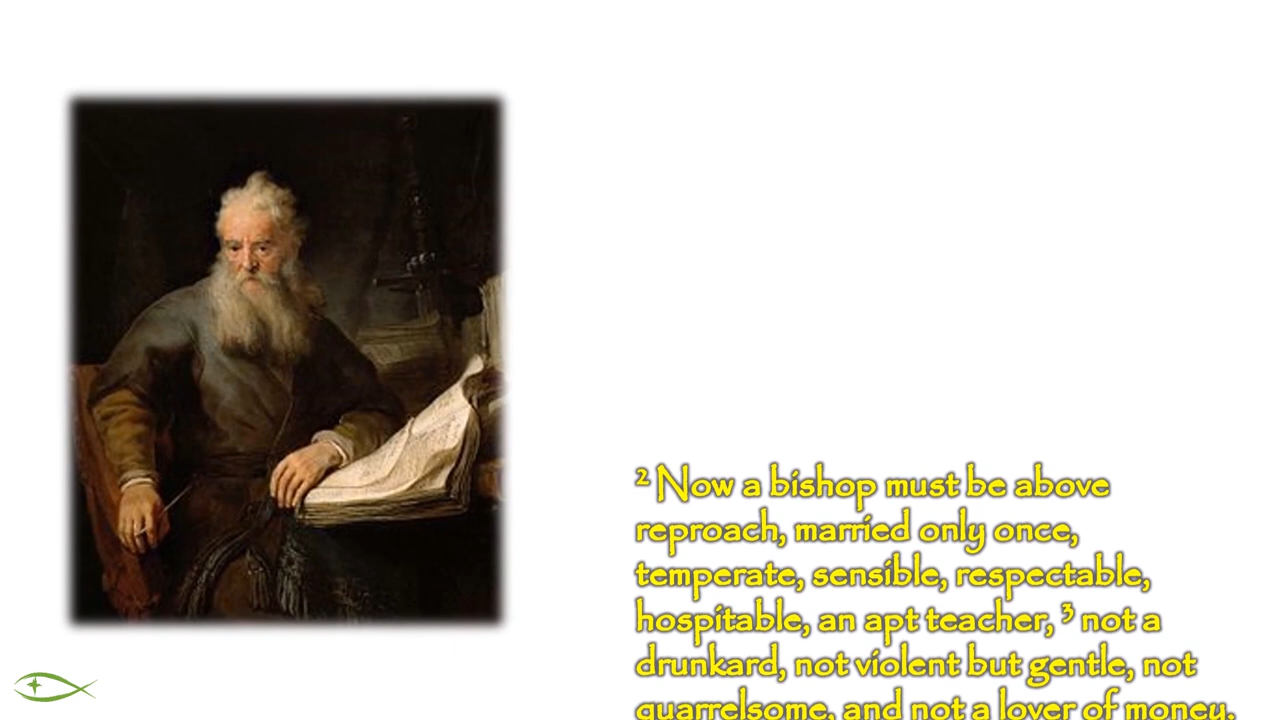 ² Now a bishop must be above
reproach, married only once,
temperate, sensible, respectable,
hospitable, an apt teacher, ³ not a
drunkard, not violent but gentle, not
quarrelsome, and not a lover of money.